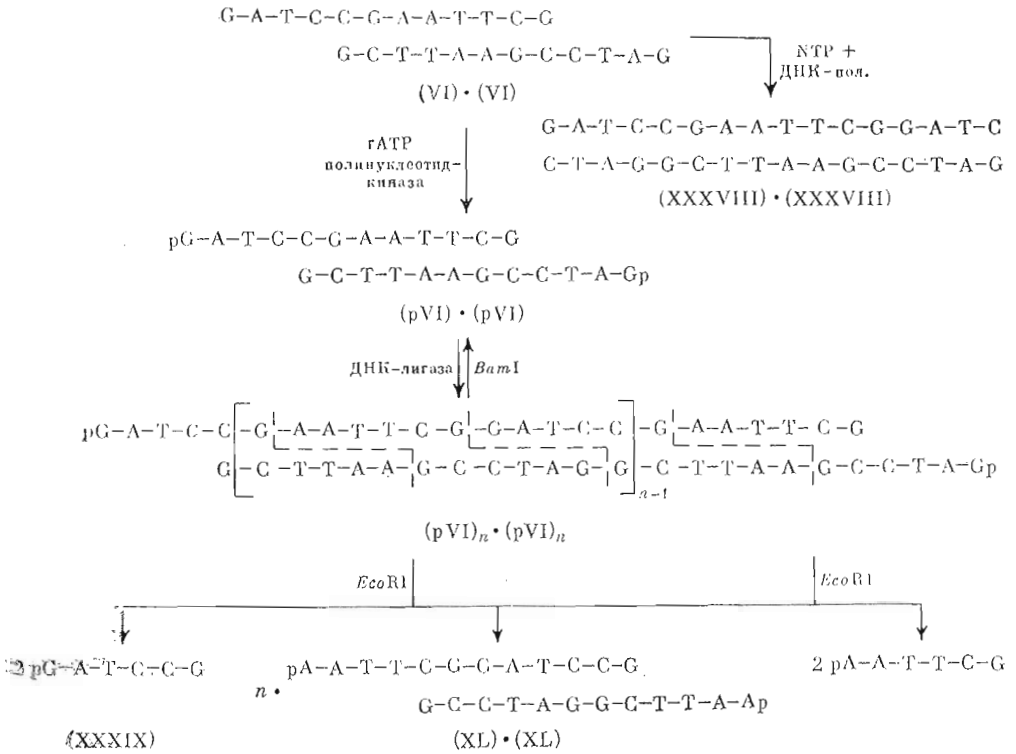 G–A–T–C–C–G–A–A–T–T–C–G
G–C–T–T–A–A–G–C–C–T–A–G
(VI)•(VI)
NTP +
ДНК–пол.
G–A–T–C–C–G–A–A–T–T–C–G–G–A–T–C
C–T–A–G–G–C–T–T–A–A–G–C–C–T–A–G
(XXXVIII)•(XXXVIII)
rATP
полинуклеотид-
киназа
pG–A–T–C–C–G–A–A–T–T–C–G
G–C–T–T–A–A–G–C–C–T–A–Gp
(pVI)•(pVI)
ДНК–лигаза BamI
pG–A–T–C–C–G–A–A–T–T–C–G–G–A–T–C–C–G–A–A–T–T–C–G
G–C–T–T–A–A–G–C–C–T–A–G–G–C–T–T–A–A–G–C–C–T–A–Gp
n–1
(pVI)n•(pVI)n
EcoRI EcoRI
2 pG–A–T–C–C–G n• pA–A–T–T–C–G–G–A–T–C–C–G 2 pA–A–T–T–C–G
G–C–C–T–A–G–G–C–T–T–A–Ap
(XXXIX) (XL)•(XL)